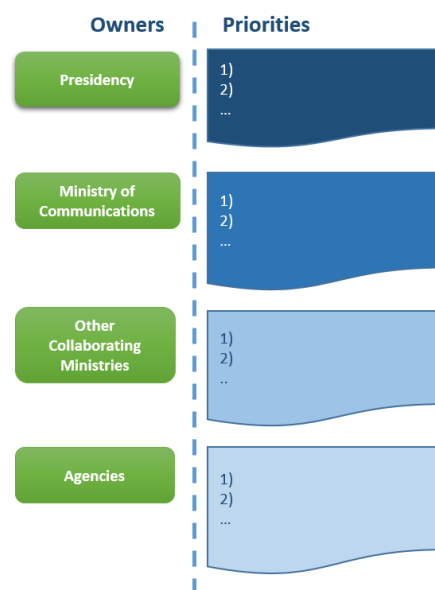 Owners Priorities
Presidency
1)
2)
...
Ministry of
Communications
1)
2)
...
Other
Collaborating
Ministries
1)
2)
..
Agencies
1)
2)
...